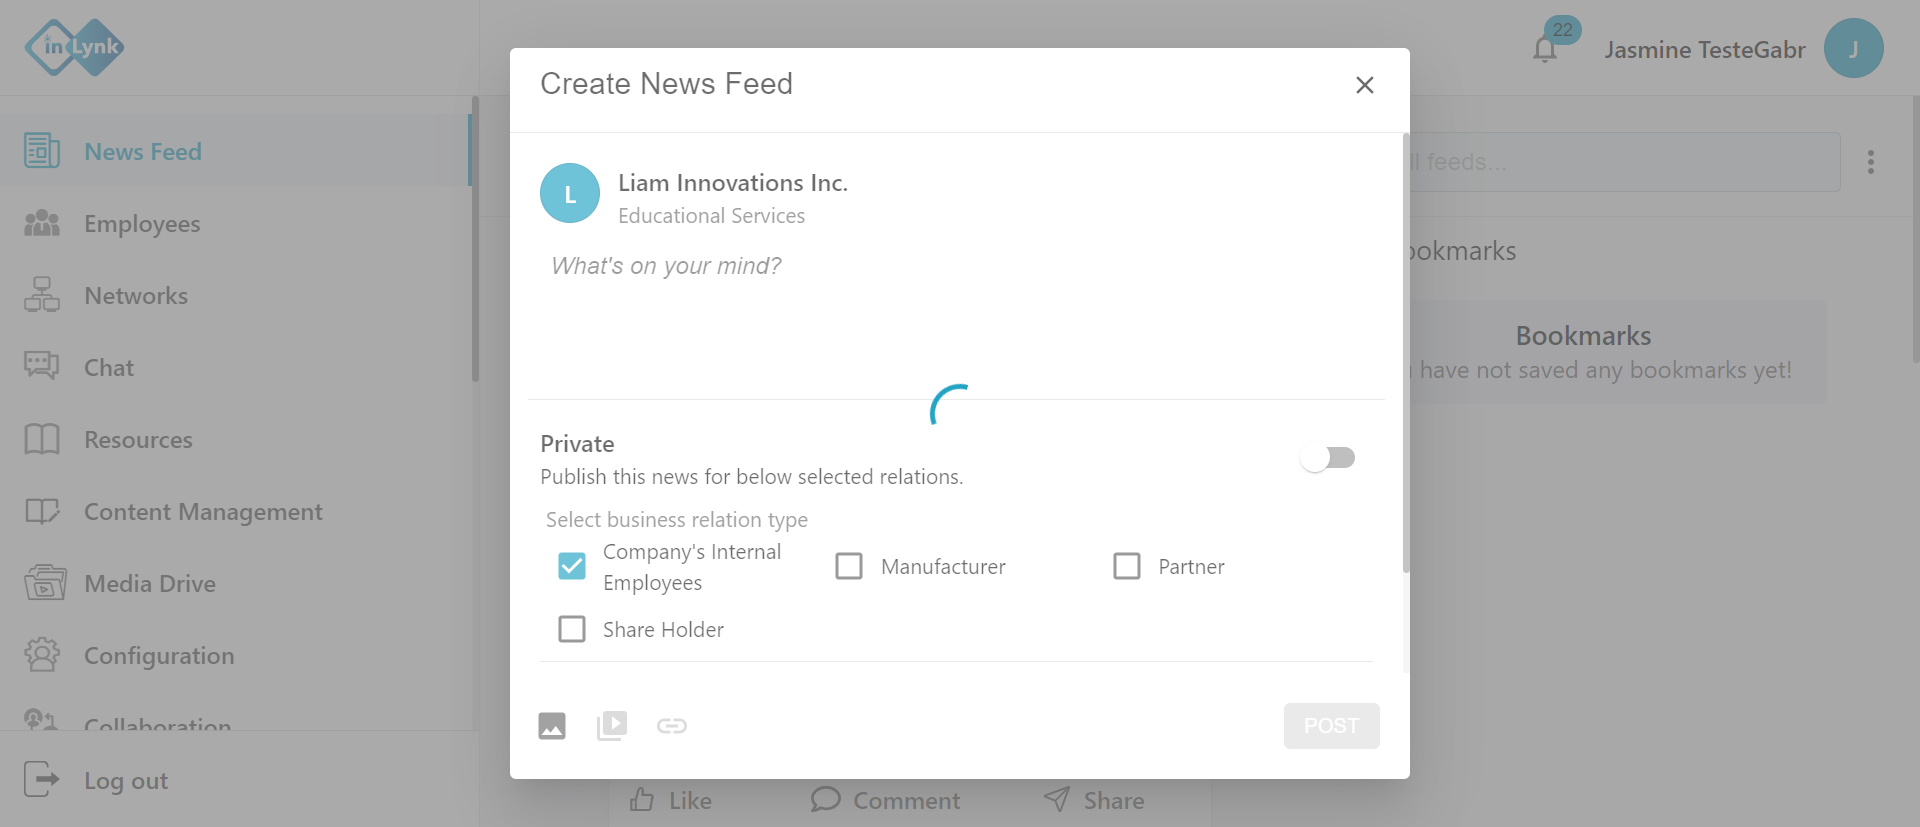 in Lynk
22
Jasmine TesteGabr
J
Create News Feed
News Feed
Employees
Networks
Chat
Resources
Content Management
Media Drive
Configuration
Collaboration
Log out
L
Liam Innovations Inc.
Educational Services
What's on your mind?
Private
Publish this news for below selected relations.
Select business relation type
Company's Internal
Employees
Manufacturer
Partner
Share Holder
POST
feeds...
Bookmarks
have not saved any bookmarks yet!
Like
Comment
Share